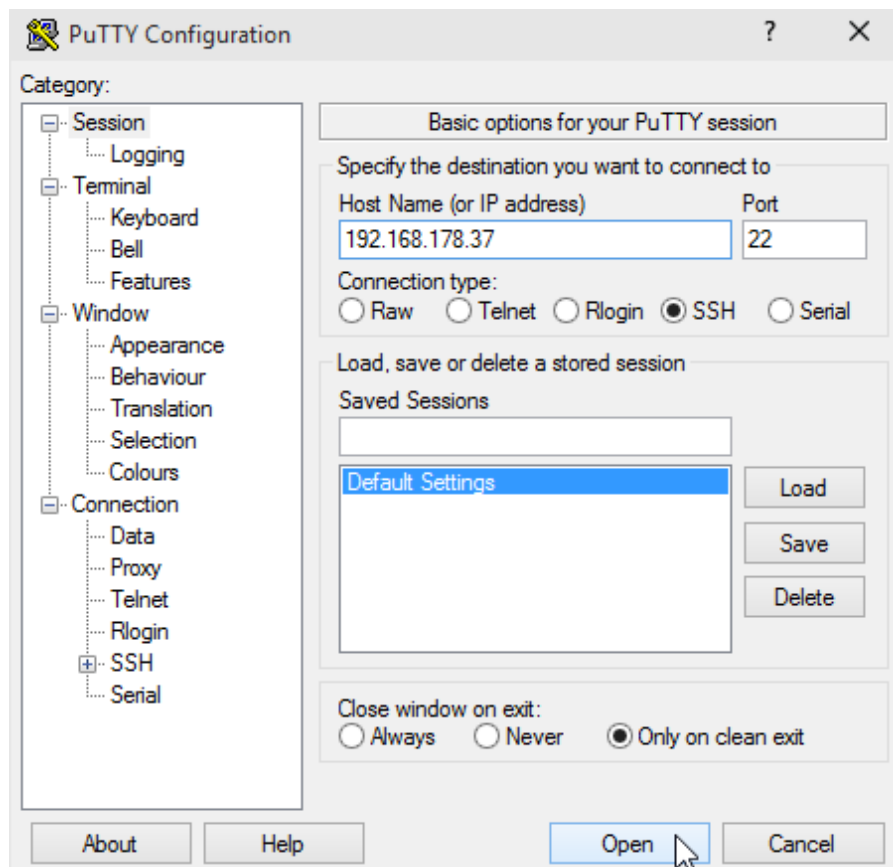 PuTTY Configuration
?
Category:
Session
Logging
Terminal
Keyboard
Bell
Features
Window
Appearance
Behaviour
Translation
Selection
Colours
Connection
Data
Proxy
Telnet
Rlogin
SSH
Serial
Basic options for your PuTTY session
Specify the destination you want to connect to
Host Name (or IP address) Port
192.168.178.37 22
Connection type:
Raw Telnet Rlogin SSH Serial
Load, save or delete a stored session
Saved Sessions
Default Settings
Load
Save
Delete
Close window on exit:
Always Never Only on clean exit
About Help Open Cancel